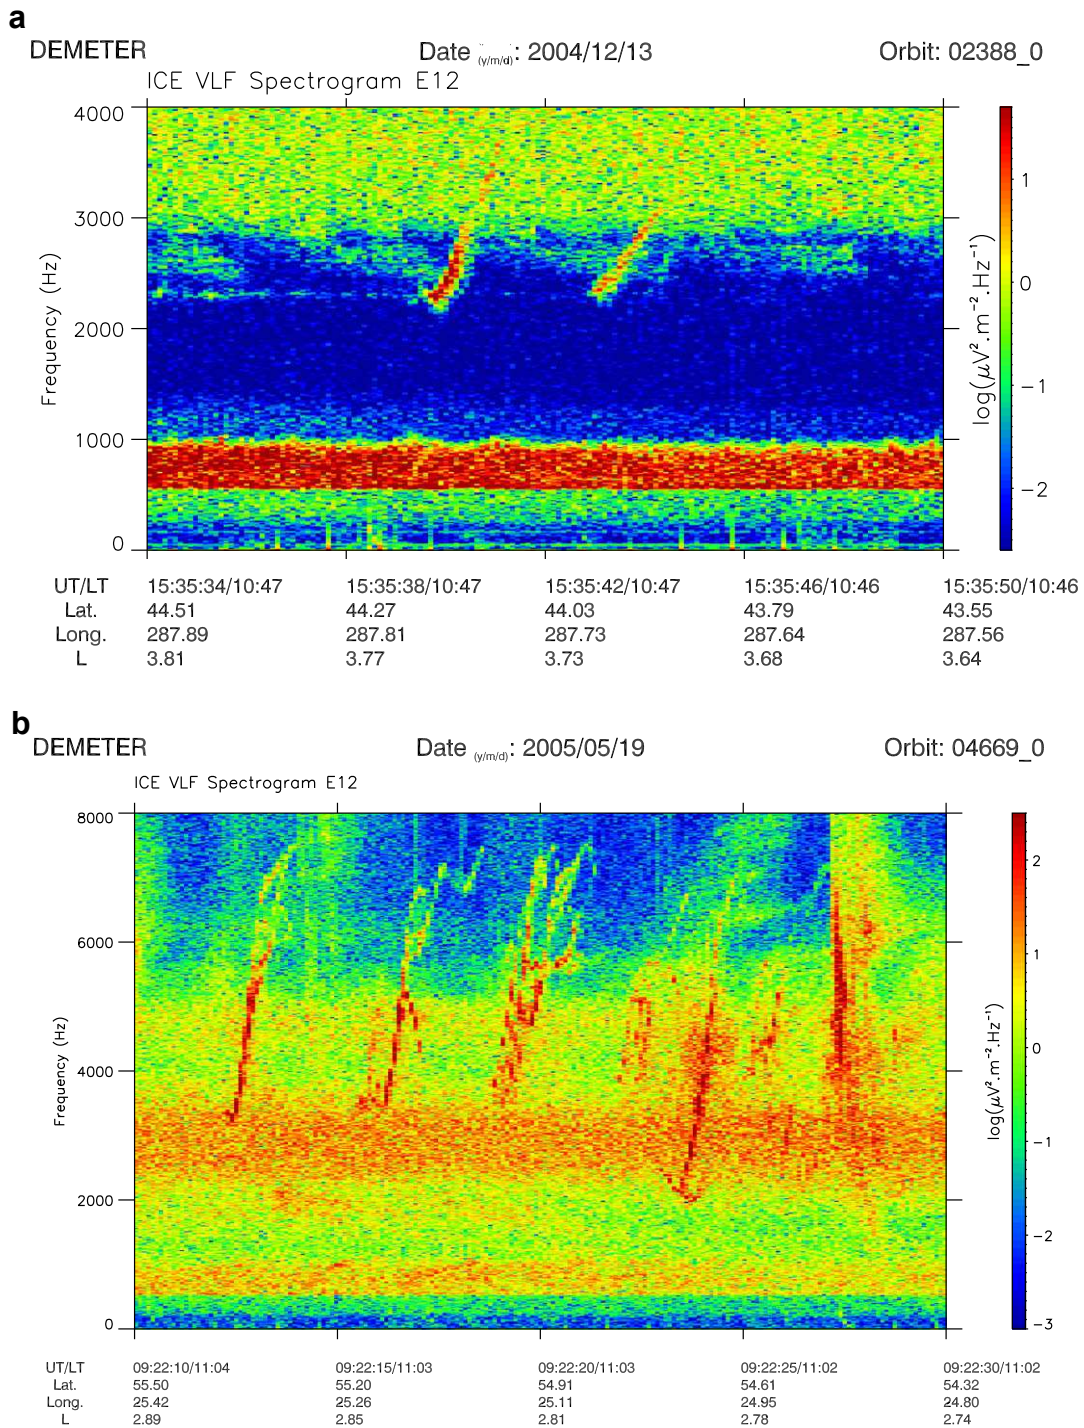 a
DEMETER Date (y/m/d): 2004/12/13 Orbit: 02388_0
ICE VLF Spectrogram E12
4000
3000
2000
1000
0
Frequency (Hz)
1
0
−1
−2
log(μV².m⁻².Hz⁻¹)
UT/LT 15:35:34/10:47 15:35:38/10:47 15:35:42/10:47 15:35:46/10:46 15:35:50/10:46
Lat. 44.51 44.27 44.03 43.79 43.55
Long. 287.89 287.81 287.73 287.64 287.56
L 3.81 3.77 3.73 3.68 3.64
b
DEMETER Date (y/m/d): 2005/05/19 Orbit: 04669_0
ICE VLF Spectrogram E12
8000
6000
4000
2000
0
Frequency (Hz)
2
1
0
−1
−2
−3
log(μV².m⁻².Hz⁻¹)
UT/LT 09:22:10/11:04 09:22:15/11:03 09:22:20/11:03 09:22:25/11:02 09:22:30/11:02
Lat. 55.50 55.20 54.91 54.61 54.32
Long. 25.42 25.26 25.11 24.95 24.80
L 2.89 2.85 2.81 2.78 2.74